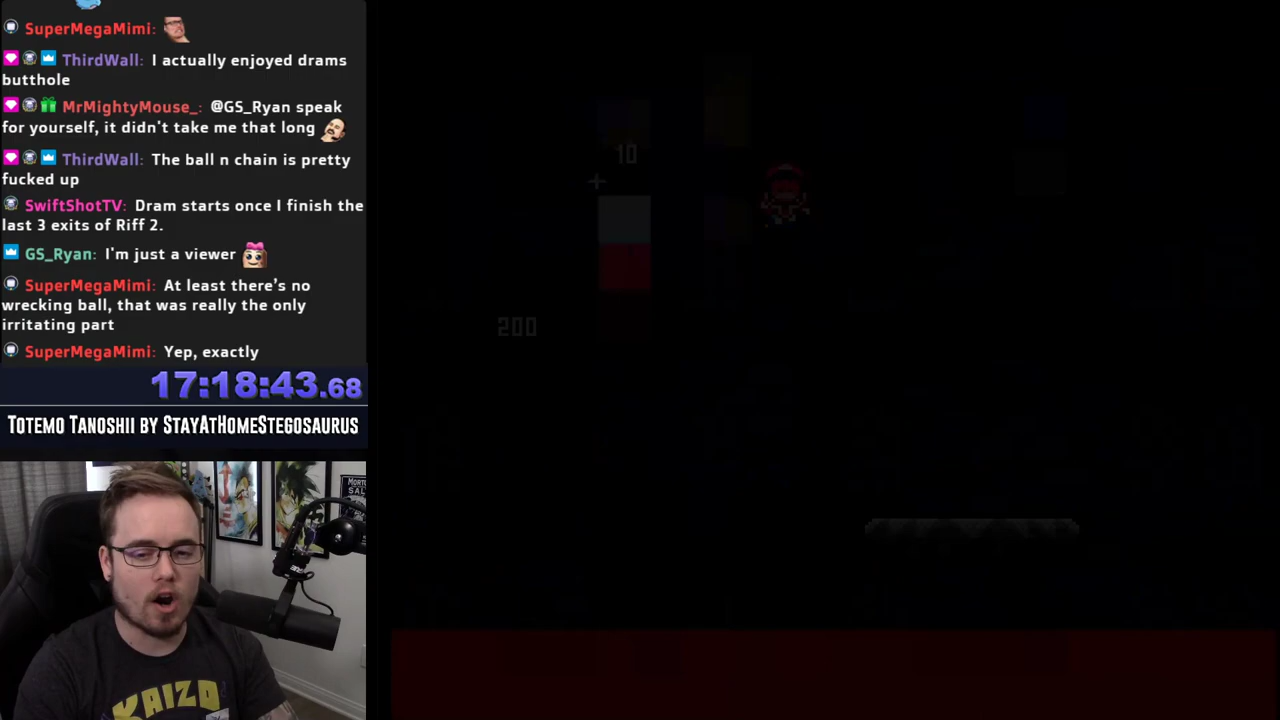 SuperMegaMimi:
ThirdWall: I actually enjoyed drams
butthole
MrMightyMouse_: @GS_Ryan speak
for yourself, it didn't take me that long
ThirdWall: The ball n chain is pretty
fucked up
SwiftShotTV: Dram starts once I finish the
last 3 exits of Riff 2.
GS_Ryan: I'm just a viewer
SuperMegaMimi: At least there's no
wrecking ball, that was really the only
irritating part
SuperMegaMimi: Yep, exactly
17:18:43.68
Totemo Tanoshii by StayAtHomeStegosaurus
10
200
KAIZO